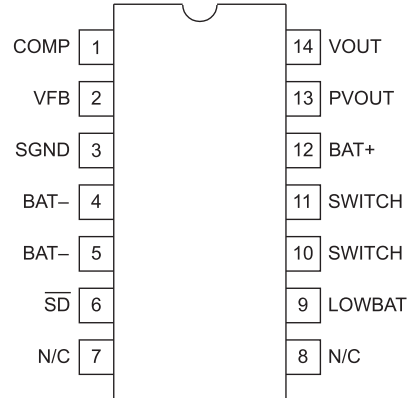 COMP 1 14 VOUT
VFB 2 13 PVOUT
SGND 3 12 BAT+
BAT– 4 11 SWITCH
BAT– 5 10 SWITCH
S̅D̅ 6 9 LOWBAT
N/C 7 8 N/C